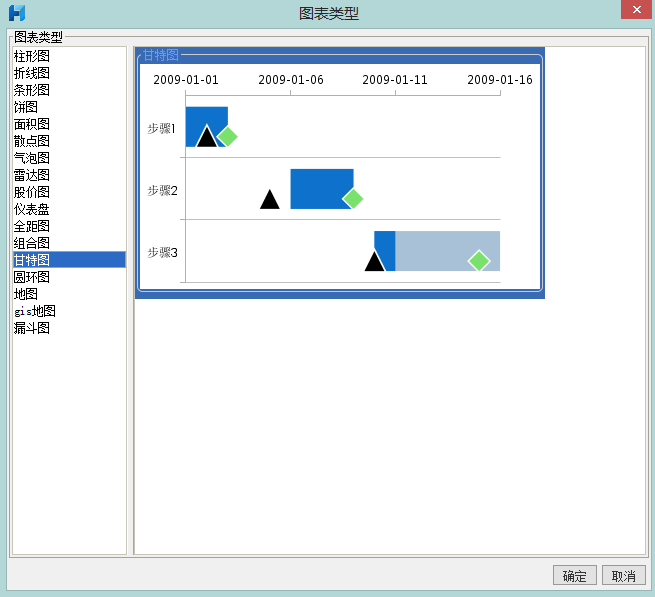 图表类型
图表类型
柱形图
折线图
条形图
饼图
面积图
散点图
气泡图
雷达图
股价图
仪表盘
全距图
组合图
甘特图
圆环图
地图
gis地图
漏斗图
甘特图
2009-01-01 2009-01-06 2009-01-11 2009-01-16
步骤1
步骤2
步骤3
确定 取消